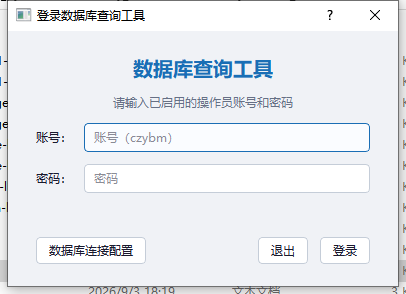 登录数据库查询工具
?
数据库查询工具
请输入已启用的操作员账号和密码
账号： 账号（czybm）
密码： 密码
数据库连接配置 退出 登录
2026/9/3 18:19 文本文档 3